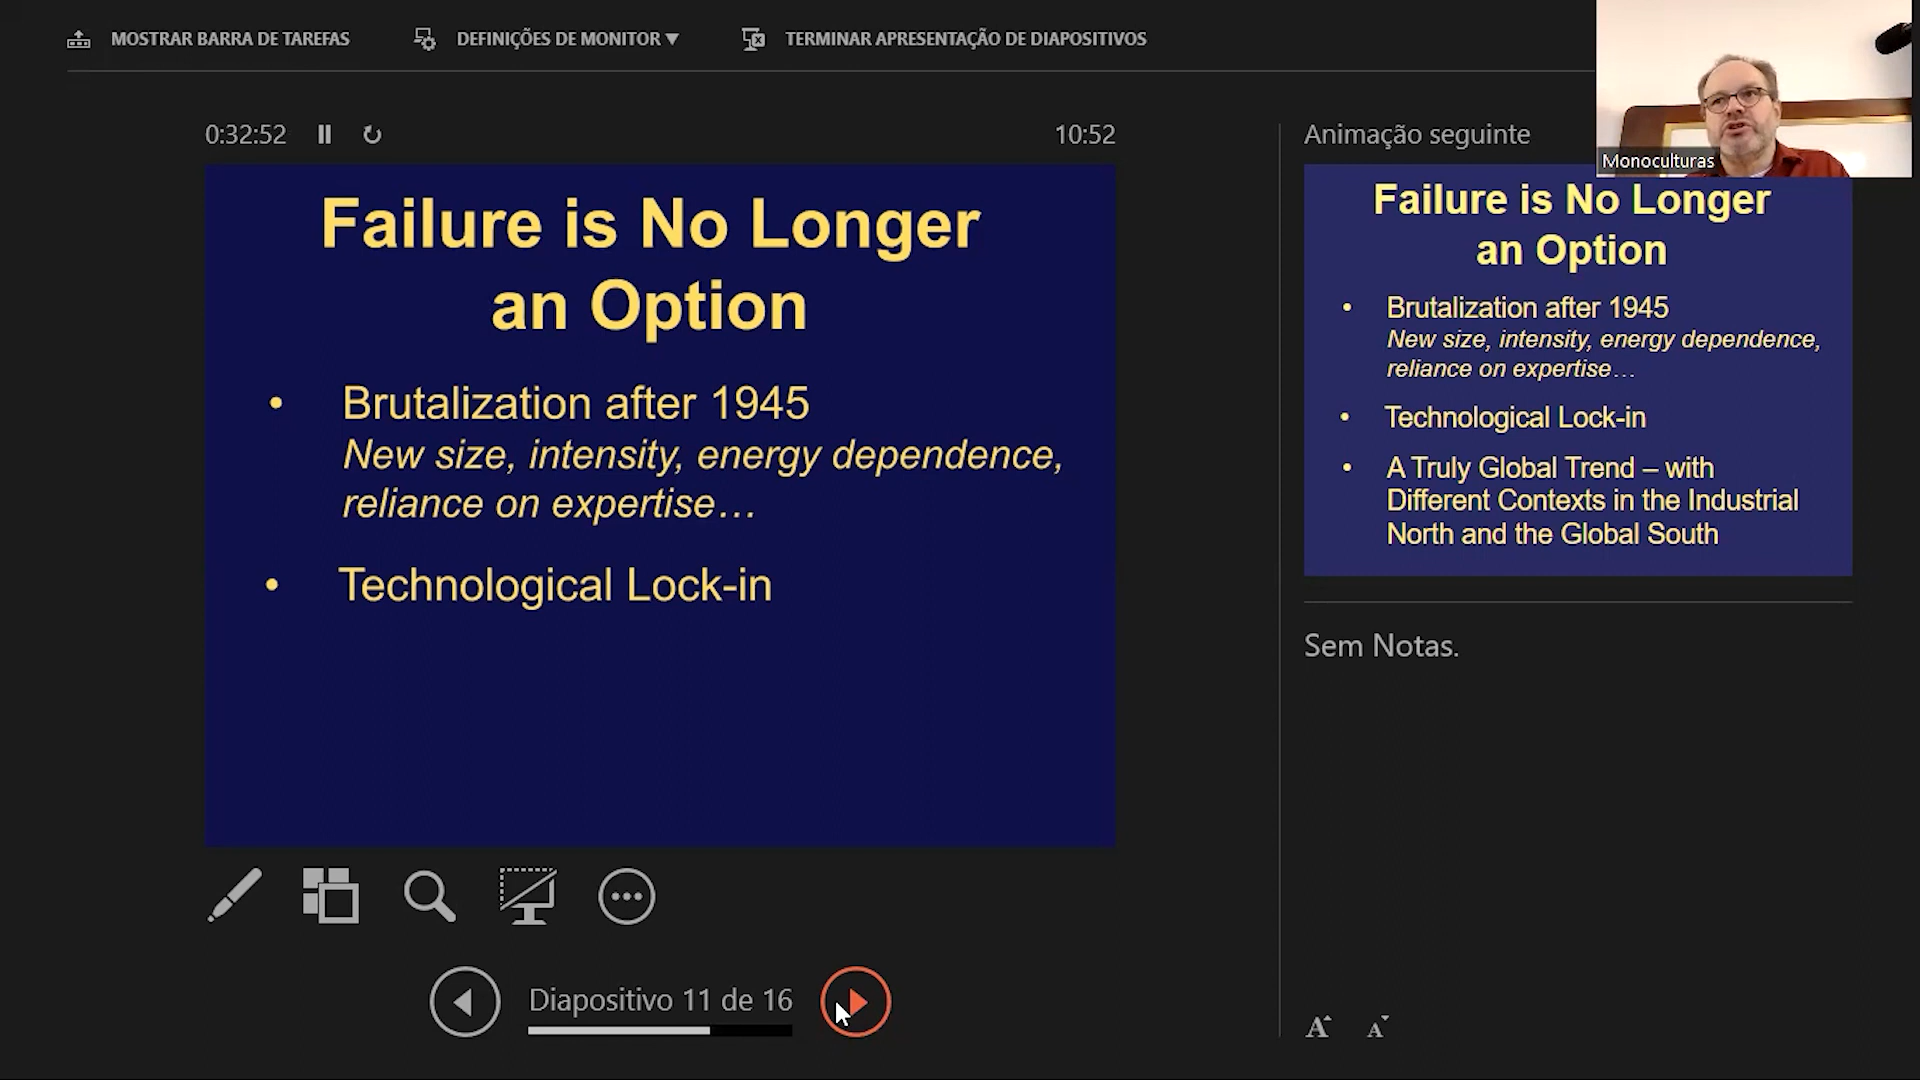 MOSTRAR BARRA DE TAREFAS
DEFINIÇÕES DE MONITOR ▼
TERMINAR APRESENTAÇÃO DE DIAPOSITIVOS
Monoculturas
0:32:52
10:52
Failure is No Longer
an Option
• Brutalization after 1945
New size, intensity, energy dependence,
reliance on expertise…
• Technological Lock-in
Diapositivo 11 de 16
Animação seguinte
Failure is No Longer
an Option
• Brutalization after 1945
New size, intensity, energy dependence,
reliance on expertise…
• Technological Lock-in
• A Truly Global Trend – with
Different Contexts in the Industrial
North and the Global South
Sem Notas.
A A